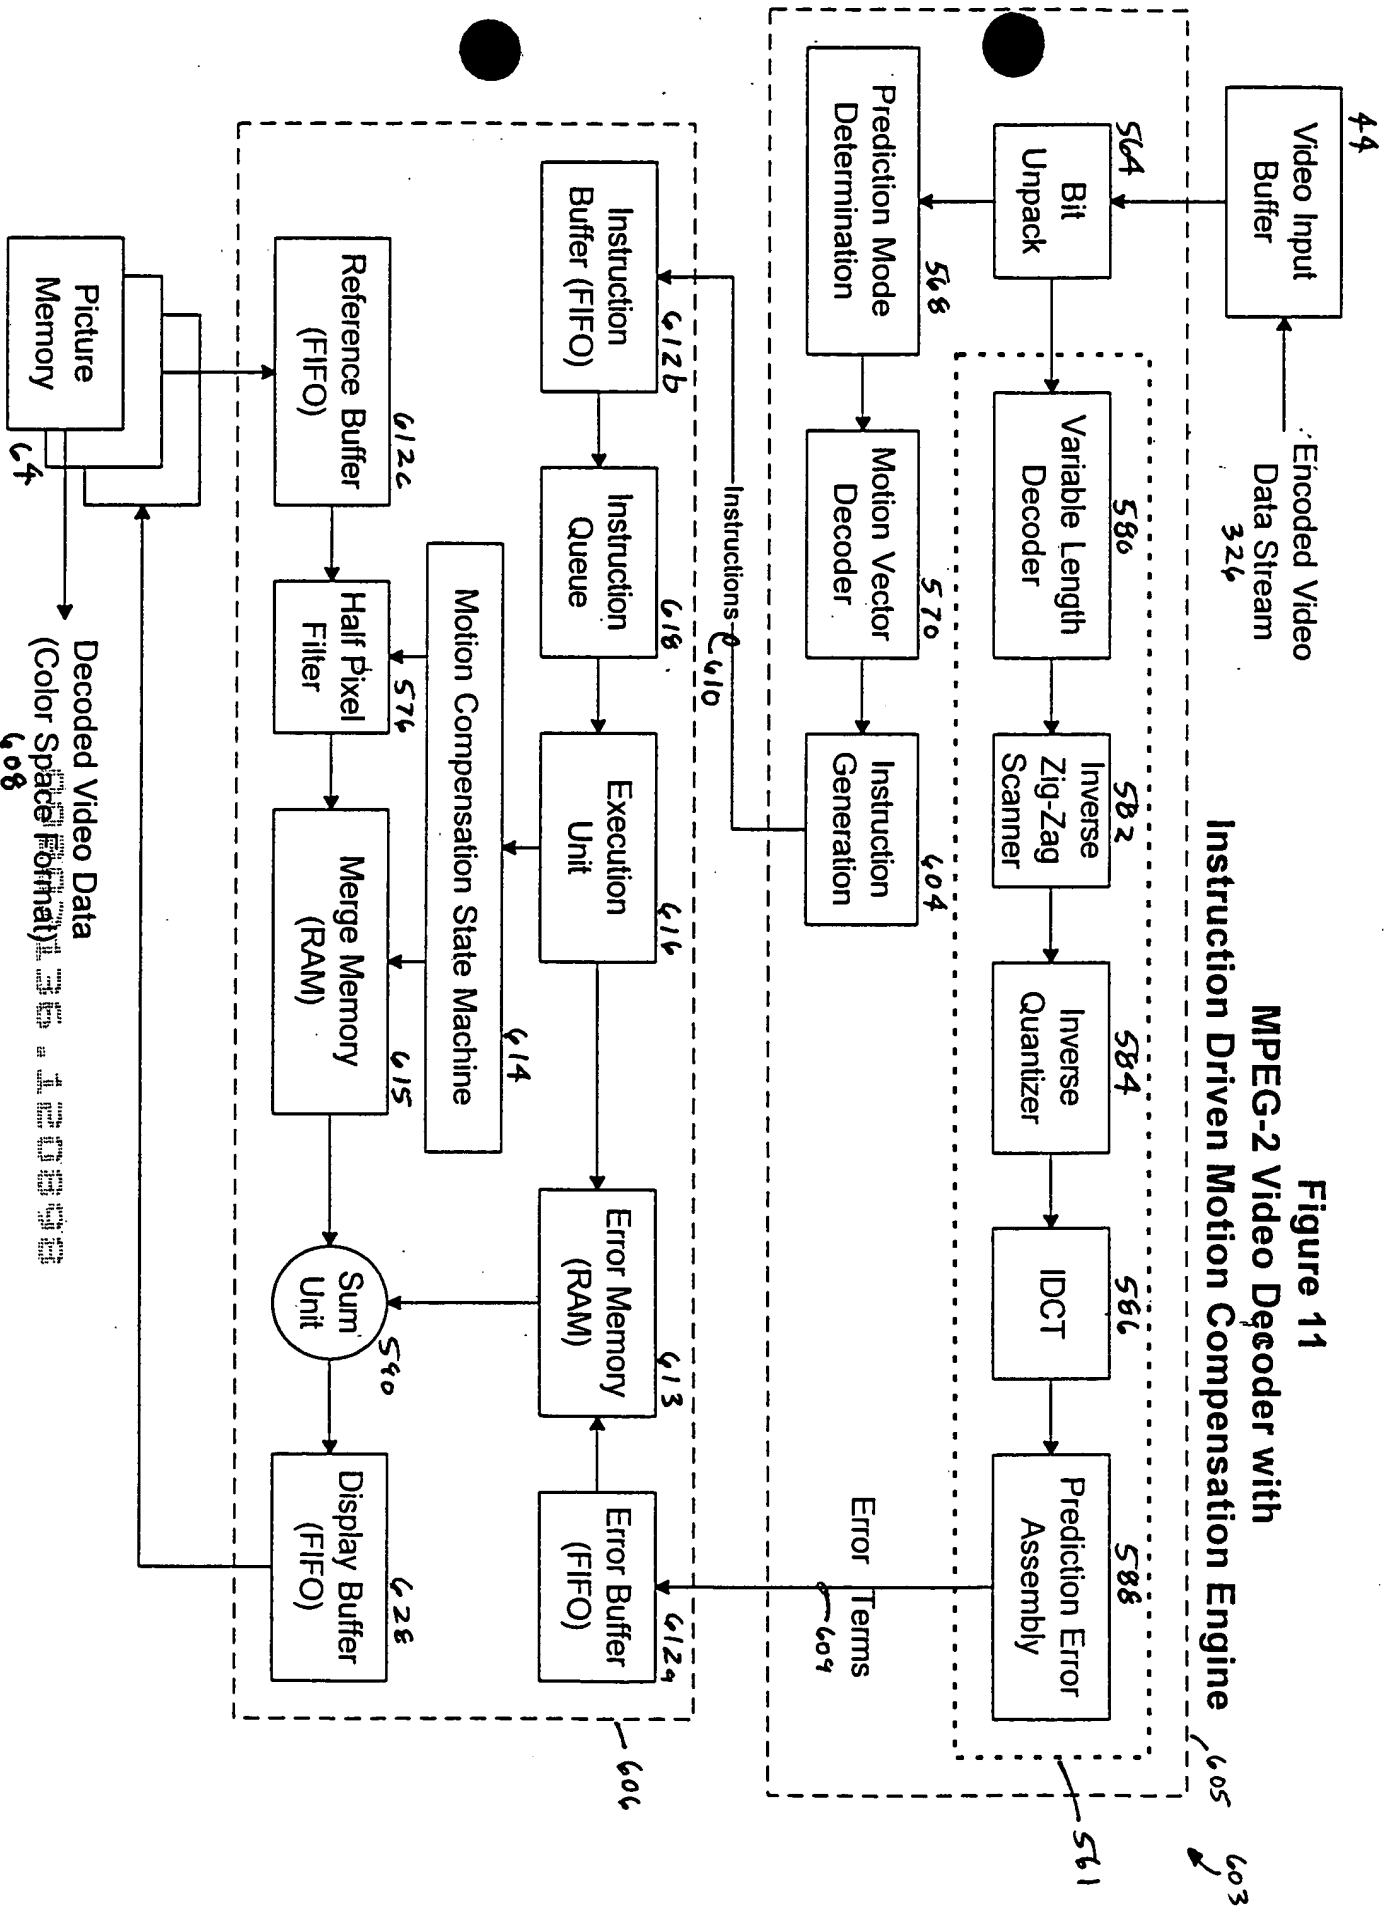 Figure 11
MPEG-2 Video Decoder with
Instruction Driven Motion Compensation Engine
603
605
44
Video Input
Buffer
Encoded Video
Data Stream
326
564
Bit
Unpack
580
Variable Length
Decoder
582
Inverse
Zig-Zag
Scanner
584
Inverse
Quantizer
586
IDCT
588
Prediction Error
Assembly
561
568
Prediction Mode
Determination
570
Motion Vector
Decoder
604
Instruction
Generation
Error Terms
609
Instructions
610
606
612b
Instruction
Buffer (FIFO)
618
Instruction
Queue
616
Execution
Unit
613
Error Memory
(RAM)
612a
Error Buffer
(FIFO)
614
Motion Compensation State Machine
612c
Reference Buffer
(FIFO)
576
Half Pixel
Filter
615
Merge Memory
(RAM)
590
Sum
Unit
628
Display Buffer
(FIFO)
Picture
Memory
64
Decoded Video Data
(Color Space Format)
608